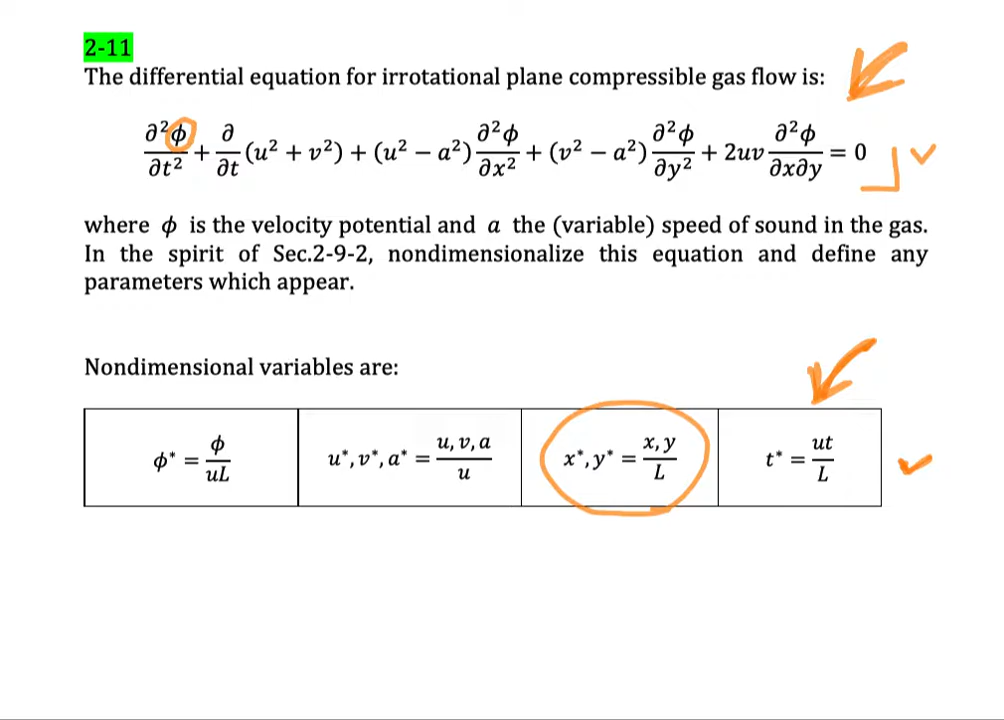 2-11
The differential equation for irrotational plane compressible gas flow is:
∂²ϕ/∂t² + ∂/∂t (u² + v²) + (u² − a²) ∂²ϕ/∂x² + (v² − a²) ∂²ϕ/∂y² + 2uv ∂²ϕ/∂x∂y = 0
where ϕ is the velocity potential and a the (variable) speed of sound in the gas.
In the spirit of Sec.2-9-2, nondimensionalize this equation and define any
parameters which appear.
Nondimensional variables are:
ϕ* = ϕ/uL u*, v*, a* = u, v, a/u x*, y* = x, y/L t* = ut/L